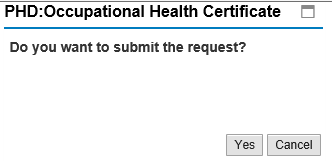 PHD:Occupational Health Certificate
Do you want to submit the request?
Yes Cancel